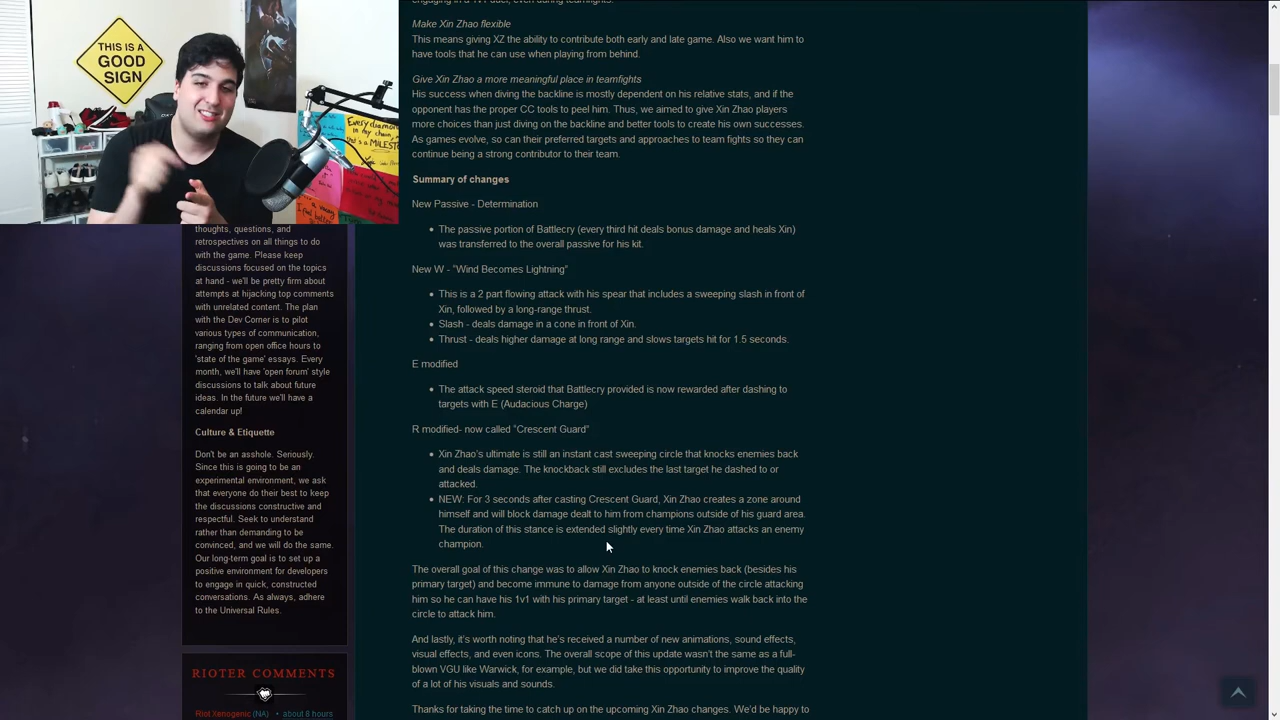 THIS IS A
GOOD
SIGN
Every diamond
in my chain,
that's a MILESTONE
engaging in a 1v1 duel, even during teamfights.
Make Xin Zhao flexible
This means giving XZ the ability to contribute both early and late game. Also we want him to
have tools that he can use when playing from behind.
Give Xin Zhao a more meaningful place in teamfights
His success when diving the backline is mostly dependent on his relative stats, and if the
opponent has the proper CC tools to peel him. Thus, we aimed to give Xin Zhao players
more choices than just diving on the backline and better tools to create his own successes.
As games evolve, so can their preferred targets and approaches to team fights so they can
continue being a strong contributor to their team.
Summary of changes
New Passive - Determination
The passive portion of Battlecry (every third hit deals bonus damage and heals Xin)
was transferred to the overall passive for his kit.
New W - "Wind Becomes Lightning"
This is a 2 part flowing attack with his spear that includes a sweeping slash in front of
Xin, followed by a long-range thrust.
Slash - deals damage in a cone in front of Xin.
Thrust - deals higher damage at long range and slows targets hit for 1.5 seconds.
E modified
The attack speed steroid that Battlecry provided is now rewarded after dashing to
targets with E (Audacious Charge)
R modified- now called "Crescent Guard"
Xin Zhao's ultimate is still an instant cast sweeping circle that knocks enemies back
and deals damage. The knockback still excludes the last target he dashed to or
attacked.
NEW: For 3 seconds after casting Crescent Guard, Xin Zhao creates a zone around
himself and will block damage dealt to him from champions outside of his guard area.
The duration of this stance is extended slightly every time Xin Zhao attacks an enemy
champion.
The overall goal of this change was to allow Xin Zhao to knock enemies back (besides his
primary target) and become immune to damage from anyone outside of the circle attacking
him so he can have his 1v1 with his primary target - at least until enemies walk back into the
circle to attack him.
And lastly, it's worth noting that he's received a number of new animations, sound effects,
visual effects, and even icons. The overall scope of this update wasn't the same as a full-
blown VGU like Warwick, for example, but we did take this opportunity to improve the quality
of a lot of his visuals and sounds.
Thanks for taking the time to catch up on the upcoming Xin Zhao changes. We'd be happy to
thoughts, questions, and
retrospectives on all things to do
with the game. Please keep
discussions focused on the topics
at hand - we'll be pretty firm about
attempts at hijacking top comments
with unrelated content. The plan
with the Dev Corner is to pilot
various types of communication,
ranging from open office hours to
'state of the game' essays. Every
month, we'll have 'open forum' style
discussions to talk about future
ideas. In the future we'll have a
calendar up!
Culture & Etiquette
Don't be an asshole. Seriously.
Since this is going to be an
experimental environment, we ask
that everyone do their best to keep
the discussions constructive and
respectful. Seek to understand
rather than demanding to be
convinced, and we will do the same.
Our long-term goal is to set up a
positive environment for developers
to engage in quick, constructed
conversations. As always, adhere
to the Universal Rules.
RIOTER COMMENTS
Riot Xenogenic (NA) • about 8 hours